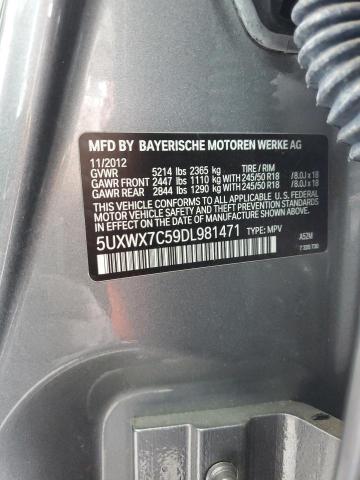 MFD BY BAYERISCHE MOTOREN WERKE AG
11/2012
GVWR 5214 lbs 2365 kg TIRE / RIM
GAWR FRONT 2447 lbs 1110 kg WITH 245/50 R18 / 8.0J x 18
GAWR REAR 2844 lbs 1290 kg WITH 245/50 R18 / 8.0J x 18
THIS VEHICLE CONFORMS TO ALL APPLICABLE U.S. FEDERAL
MOTOR VEHICLE SAFETY AND THEFT PREVENTION STANDARDS IN
EFFECT ON THE DATE OF MANUFACTURE SHOWN ABOVE.
5UXWX7C59DL981471 TYPE: MPV
A52M